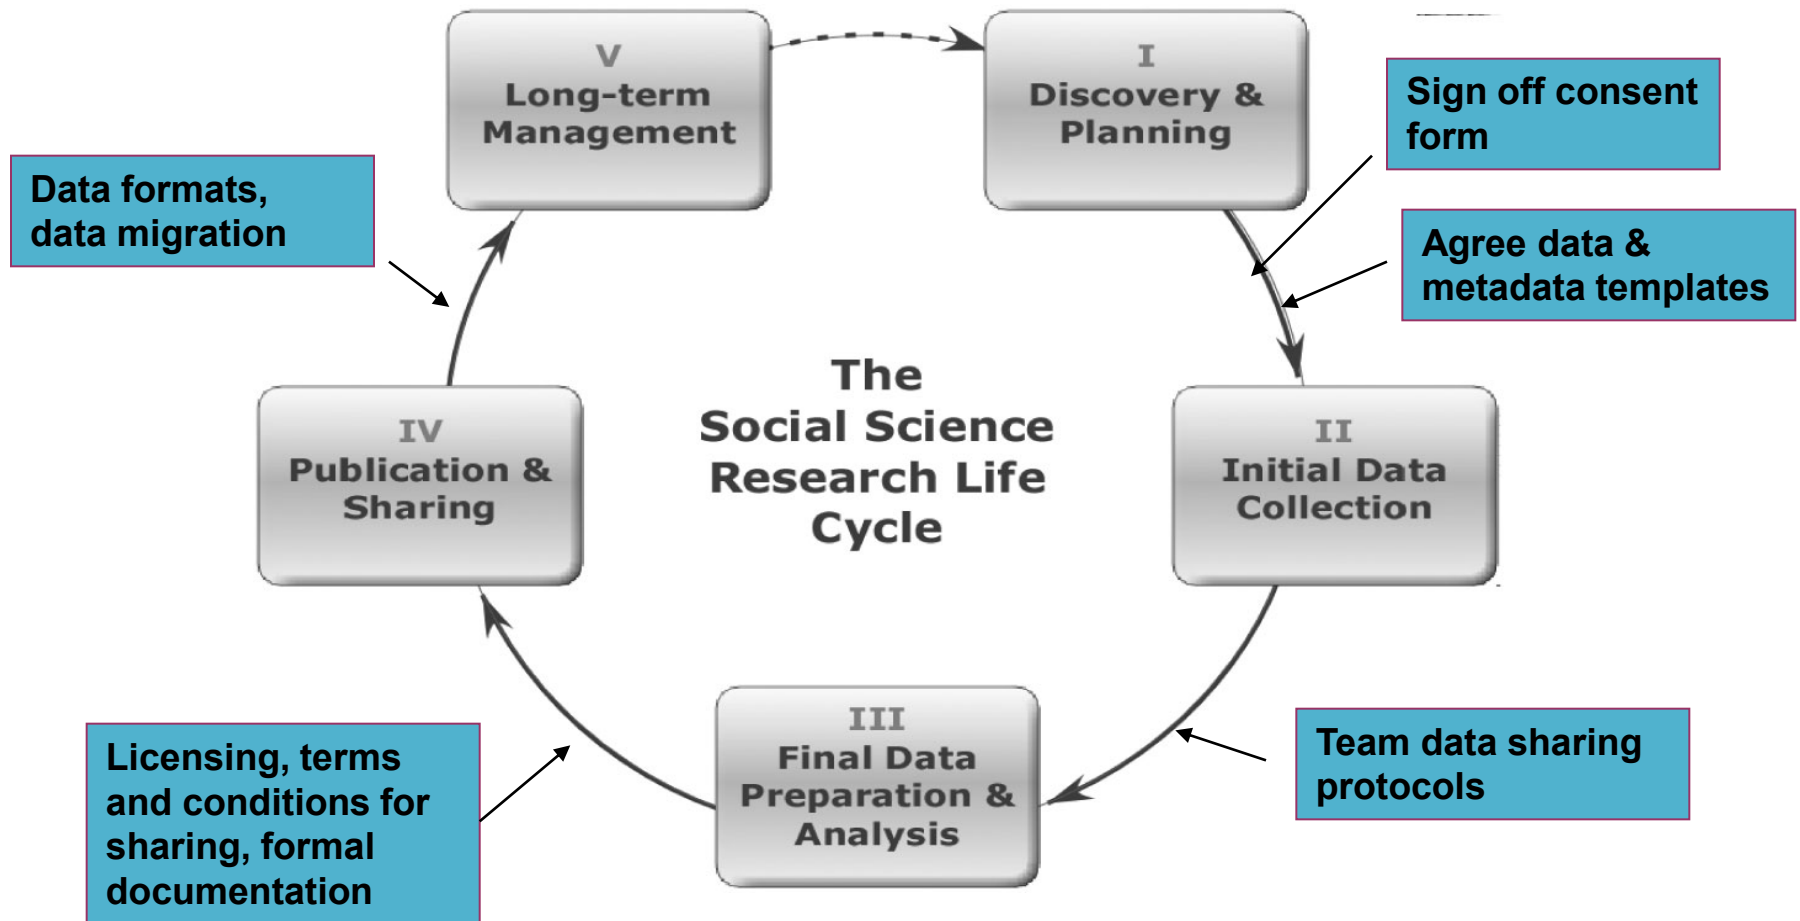 V
Long-term
Management
I
Discovery &
Planning
Sign off consent
form
Data formats,
data migration
Agree data &
metadata templates
The
Social Science
Research Life
Cycle
IV
Publication &
Sharing
II
Initial Data
Collection
III
Final Data
Preparation &
Analysis
Team data sharing
protocols
Licensing, terms
and conditions for
sharing, formal
documentation